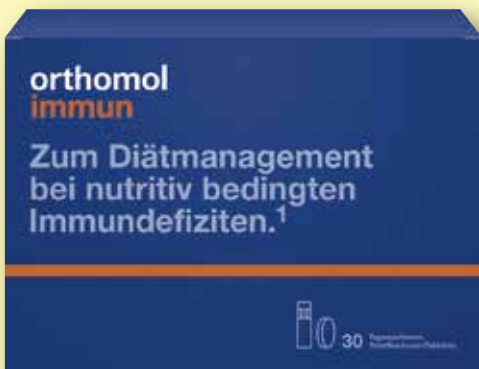 orthomol
immun
Zum Diätmanagement
bei nutritiv bedingten
Immundefiziten.¹
30